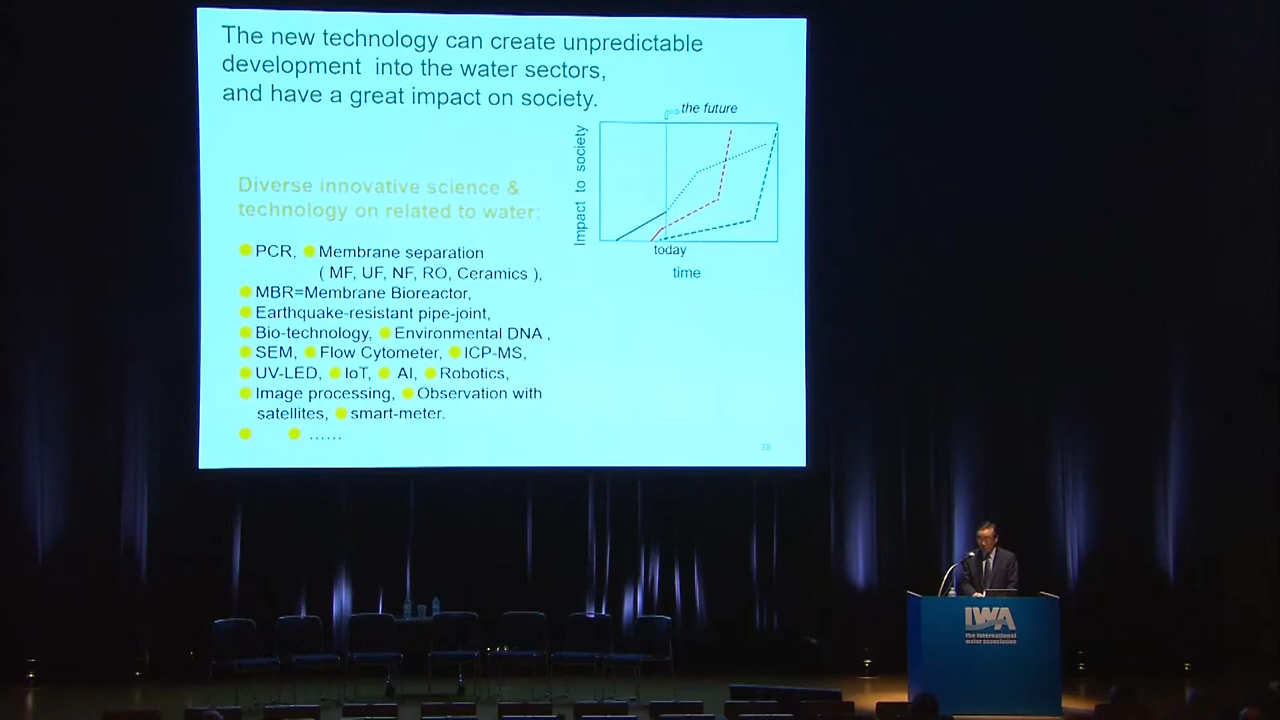 The new technology can create unpredictable
development into the water sectors,
and have a great impact on society.
the future
Impact to society
today
time
Diverse innovative science &
technology on related to water:
PCR, Membrane separation
( MF, UF, NF, RO, Ceramics ),
MBR=Membrane Bioreactor,
Earthquake-resistant pipe-joint,
Bio-technology, Environmental DNA ,
SEM, Flow Cytometer, ICP-MS,
UV-LED, IoT, AI, Robotics,
Image processing, Observation with
satellites, smart-meter.
……
38
IWA
the international
water association